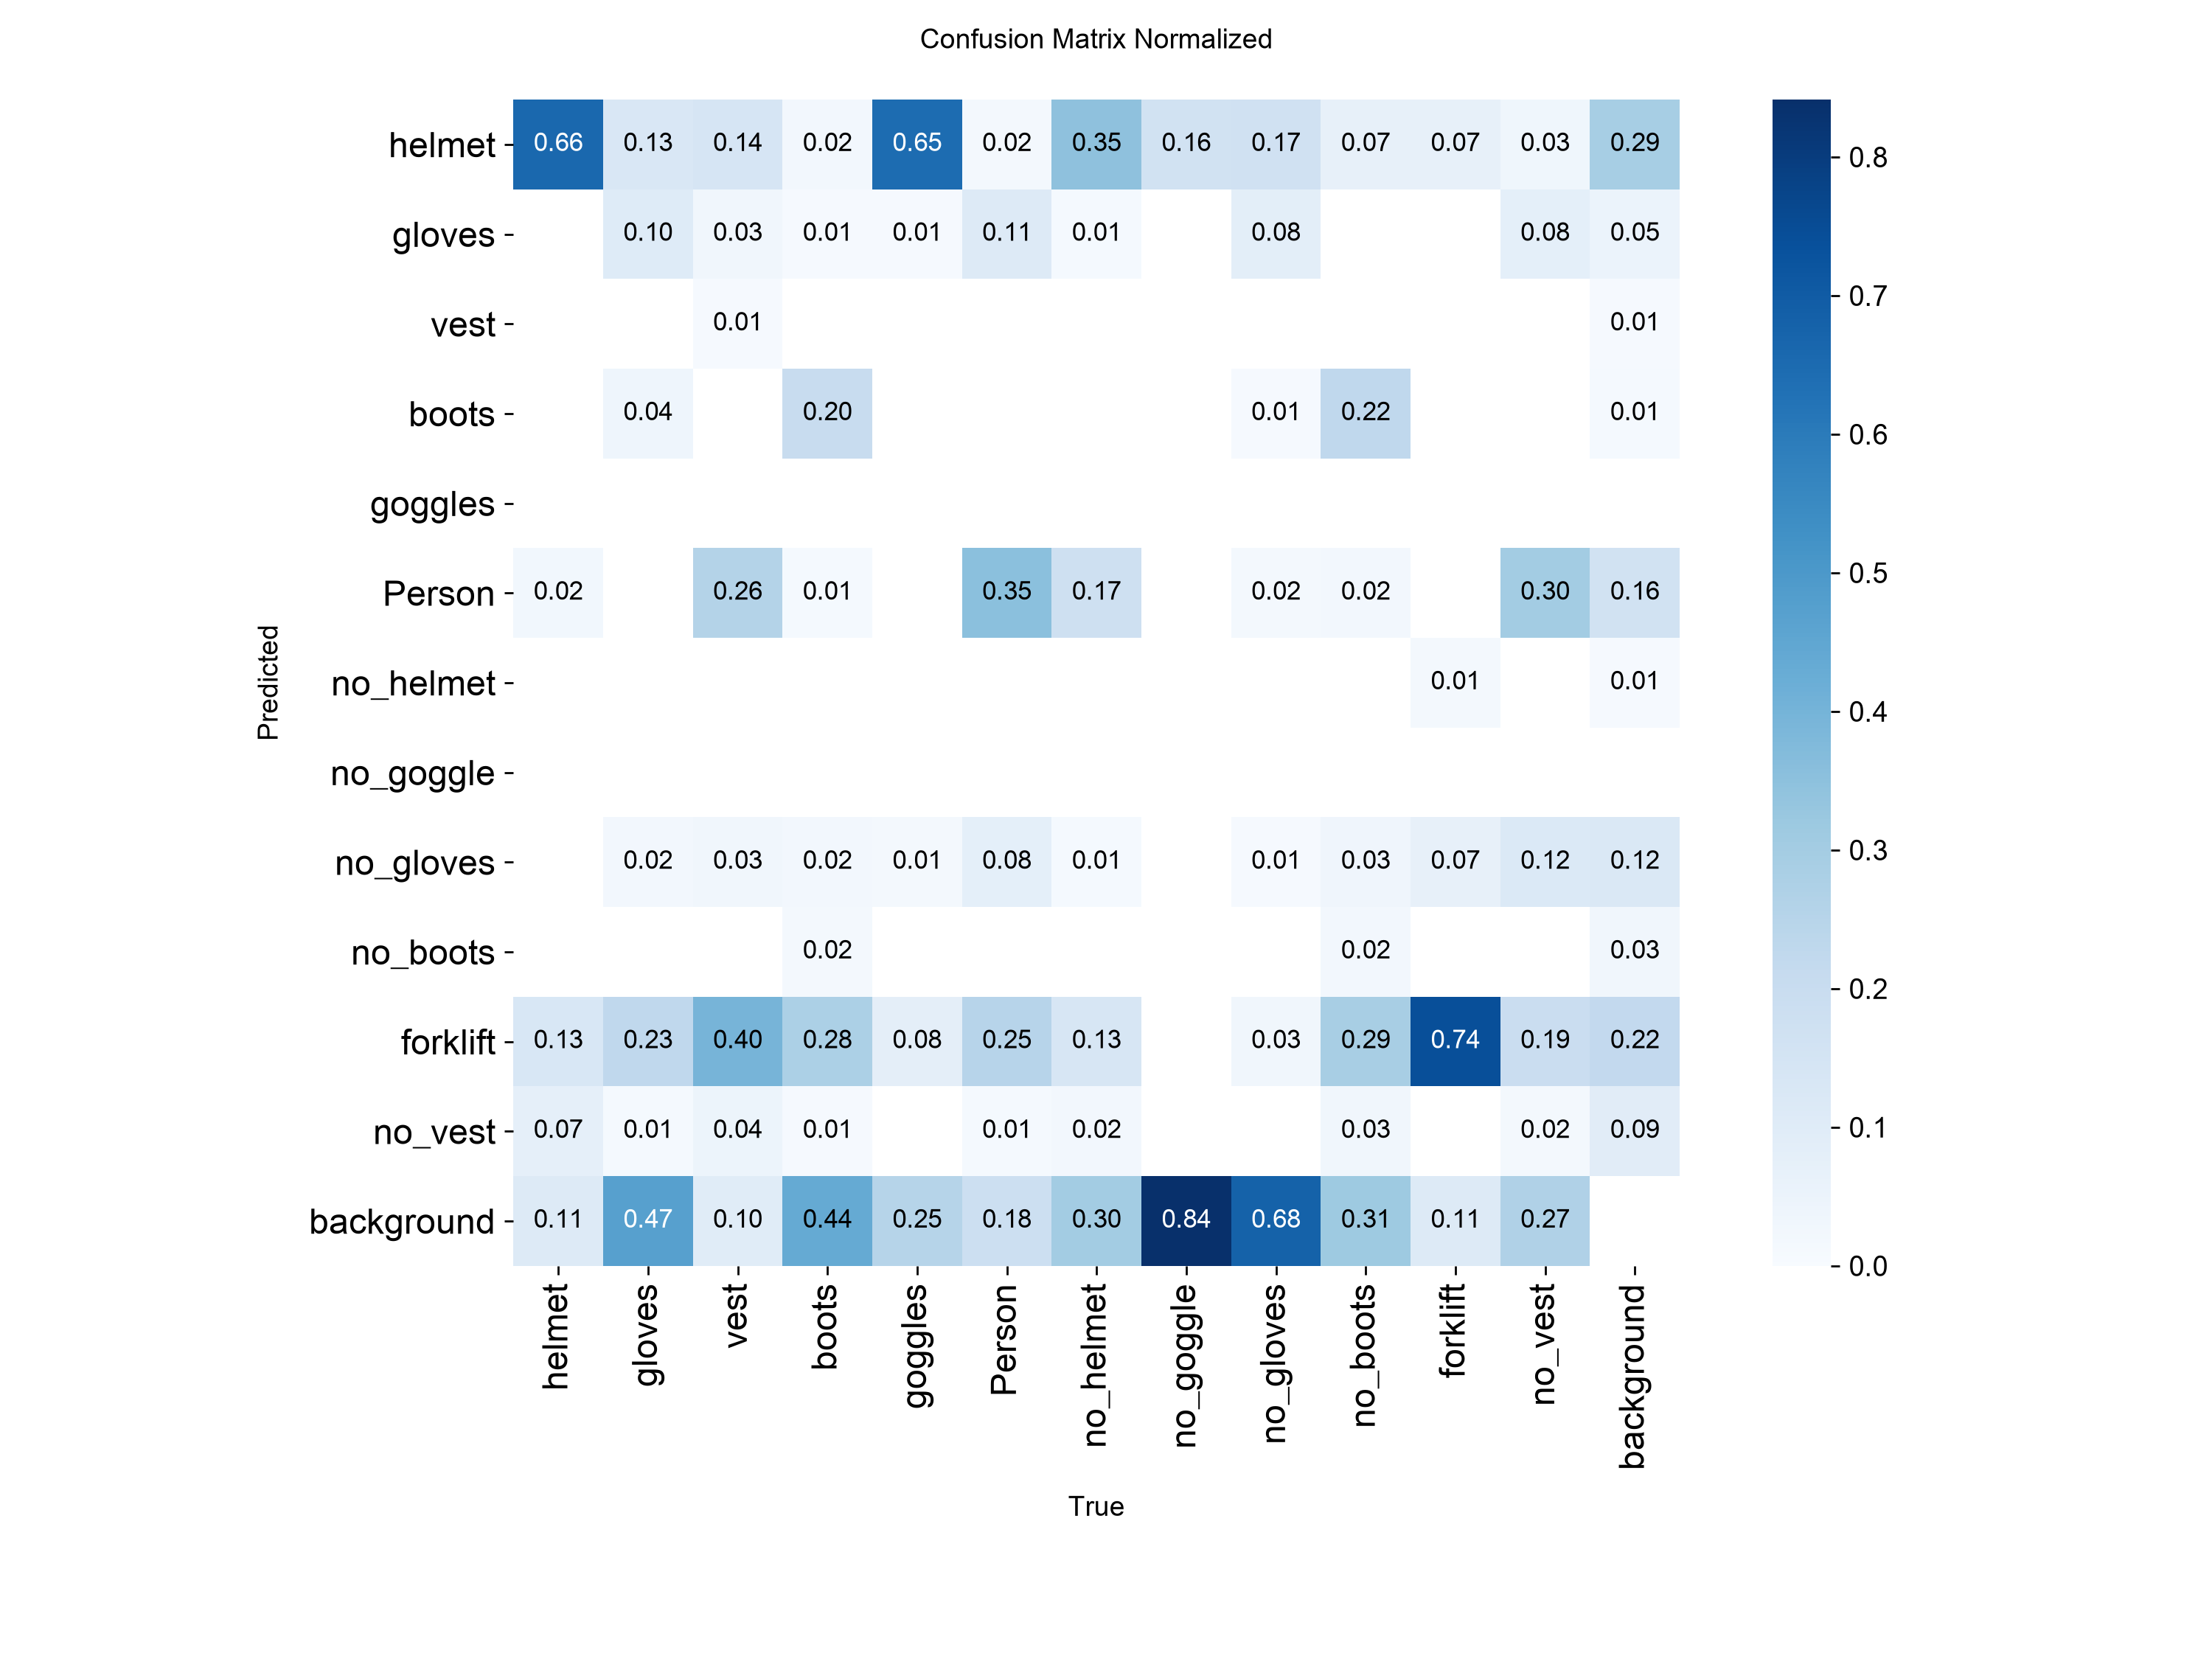 Confusion Matrix Normalized
helmet 0.66 0.13 0.14 0.02 0.65 0.02 0.35 0.16 0.17 0.07 0.07 0.03 0.29
gloves 0.10 0.03 0.01 0.01 0.11 0.01 0.08 0.08 0.05
vest 0.01 0.01
boots 0.04 0.20 0.01 0.22 0.01
goggles
Person 0.02 0.26 0.01 0.35 0.17 0.02 0.02 0.30 0.16
no_helmet 0.01 0.01
no_goggle
no_gloves 0.02 0.03 0.02 0.01 0.08 0.01 0.01 0.03 0.07 0.12 0.12
no_boots 0.02 0.02 0.03
forklift 0.13 0.23 0.40 0.28 0.08 0.25 0.13 0.03 0.29 0.74 0.19 0.22
no_vest 0.07 0.01 0.04 0.01 0.01 0.02 0.03 0.02 0.09
background 0.11 0.47 0.10 0.44 0.25 0.18 0.30 0.84 0.68 0.31 0.11 0.27
Predicted
helmet gloves vest boots goggles Person no_helmet no_goggle no_gloves no_boots forklift no_vest background
True
0.8
0.7
0.6
0.5
0.4
0.3
0.2
0.1
0.0